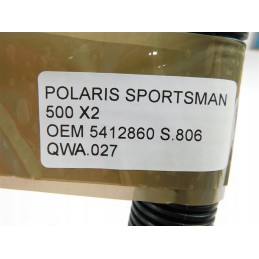 POLARIS SPORTSMAN
500 X2
OEM 5412860 S.806
QWA.027